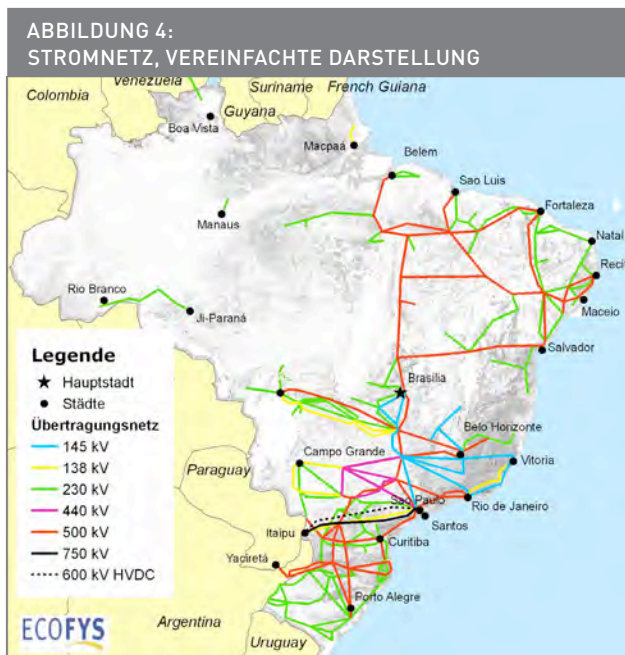 ABBILDUNG 4:
STROMNETZ, VEREINFACHTE DARSTELLUNG
Venezuela
Suriname
French Guiana
Colombia
Guyana
Boa Vista
Macpaá
Belem
Sao Luis
Fortaleza
Manaus
Natal
Recif
Rio Branco
Ji-Paraná
Maceio
Salvador
Legende
Hauptstadt
Städte
Übertragungsnetz
145 kV
138 kV
230 kV
440 kV
500 kV
750 kV
600 kV HVDC
Brasilia
Belo Horizonte
Campo Grande
Vitoria
Paraguay
Sao Paulo
Rio de Janeiro
Santos
Itaipu
Curitiba
Yaciretá
Porto Alegre
Argentina
Uruguay
ECOFYS